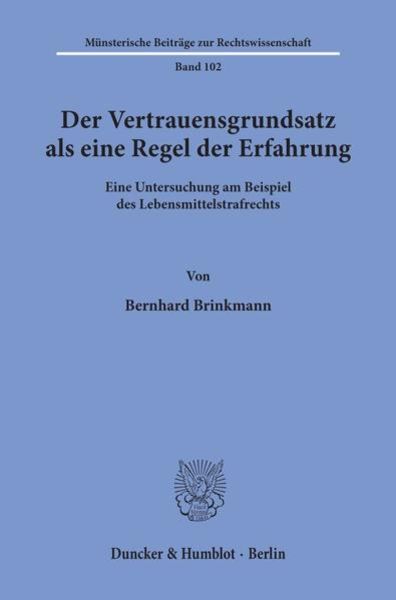 Münsterische Beiträge zur Rechtswissenschaft
Band 102
Der Vertrauensgrundsatz
als eine Regel der Erfahrung
Eine Untersuchung am Beispiel
des Lebensmittelstrafrechts
Von
Bernhard Brinkmann
Duncker & Humblot · Berlin